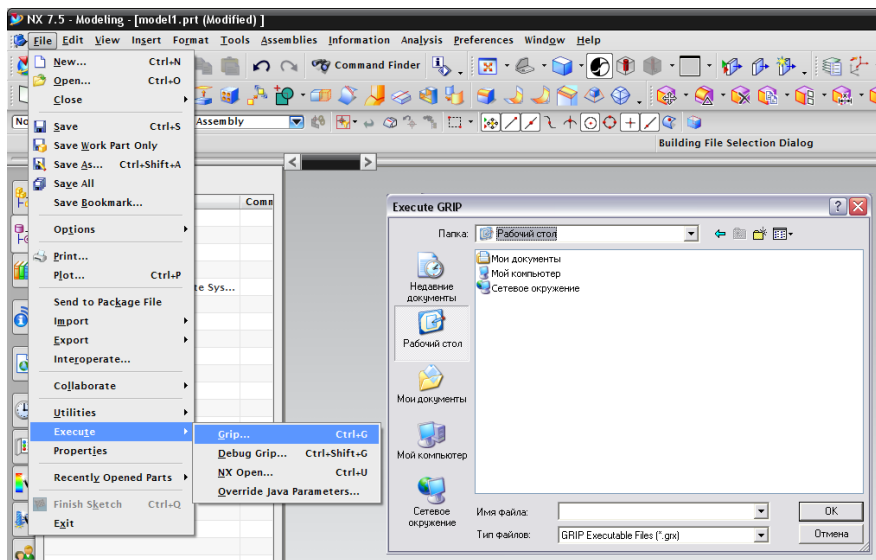 NX 7.5 - Modeling - [model1.prt (Modified) ]
File Edit View Insert Format Tools Assemblies Information Analysis Preferences Window Help
New... Ctrl+N
Command Finder
Open... Ctrl+O
Close
Assembly
Save Ctrl+S
Save Work Part Only
Building File Selection Dialog
Save As... Ctrl+Shift+A
Save All
Save Bookmark...
Comm
Options
Print...
Plot... Ctrl+P
te Sys...
Send to Package File
Import
Export
Interoperate...
Collaborate
Utilities
Execute
Properties
Recently Opened Parts
Finish Sketch Ctrl+Q
Exit
Grip... Ctrl+G
Debug Grip... Ctrl+Shift+G
NX Open... Ctrl+U
Override Java Parameters...
Execute GRIP
Папка: Рабочий стол
Недавние документы
Рабочий стол
Мои документы
Мой компьютер
Сетевое окружение
Мои документы
Мой компьютер
Сетевое окружение
Имя файла:
OK
Тип файлов: GRIP Executable Files (*.grx)
Отмена